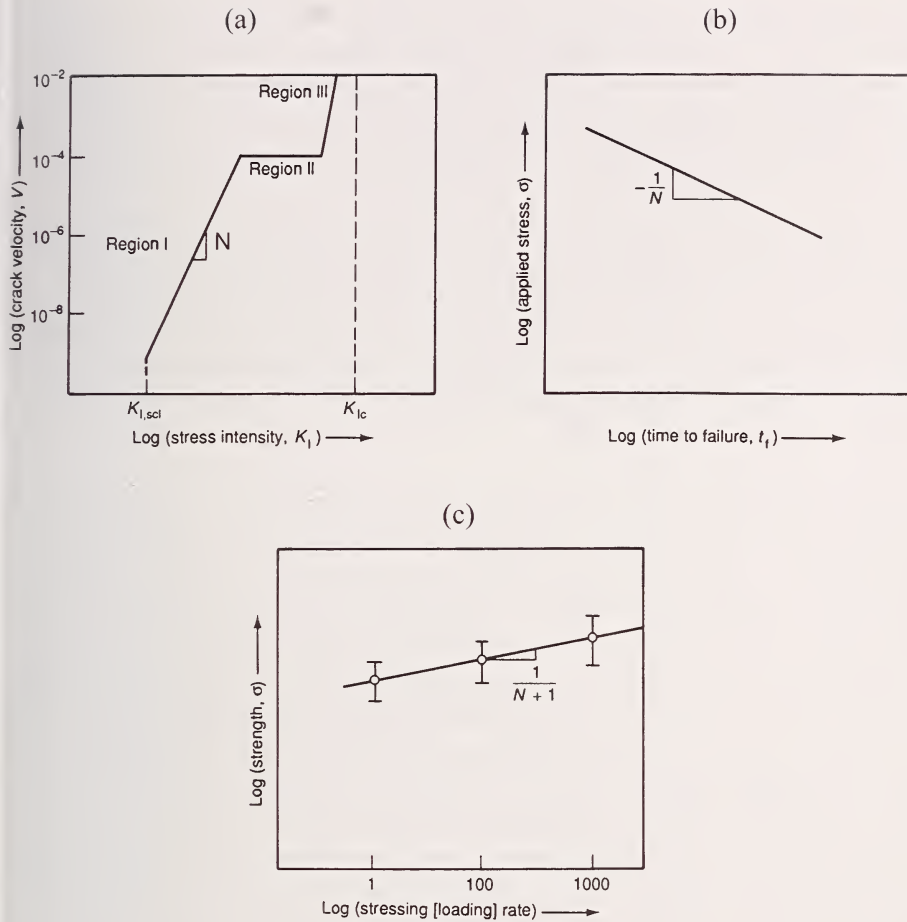 (a)
(b)
10⁻²
10⁻⁴
10⁻⁶
10⁻⁸
Log (crack velocity, V)
Region III
Region II
Region I
N
K_I,scl
K_Ic
Log (stress intensity, K_I)
Log (applied stress, σ)
-1/N
Log (time to failure, t_f)
(c)
Log (strength, σ)
1/N + 1
1
100
1000
Log (stressing [loading] rate)